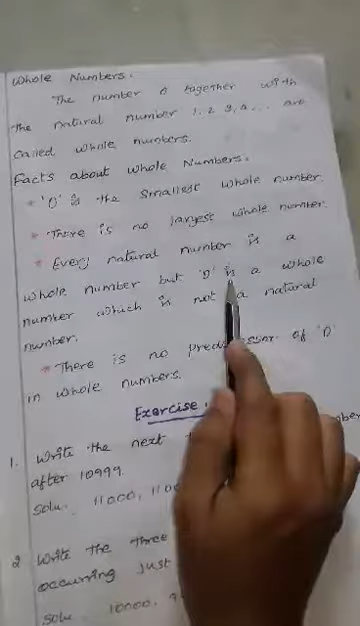 Whole Numbers.
The number 0 together with
the natural number 1, 2, 3, 4... are
called whole numbers.
Facts about Whole Numbers.
* '0' is the smallest whole number.
* There is no largest whole number.
* Every natural number is a
whole number but '0' is a whole
number which is not a natural
number.
* There is no of '0'
in whole numbers.
Exercise
1. Write the next
after 10999.
Solu. 11000,
2 Write the three
occurring just
Solu 10000,